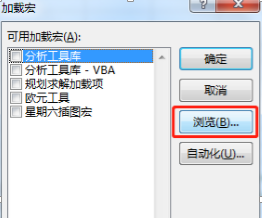 加载宏
可用加载宏(A):
分析工具库
分析工具库 - VBA
规划求解加载项
欧元工具
星期六插图宏
确定
取消
浏览(B)...
自动化(U)...